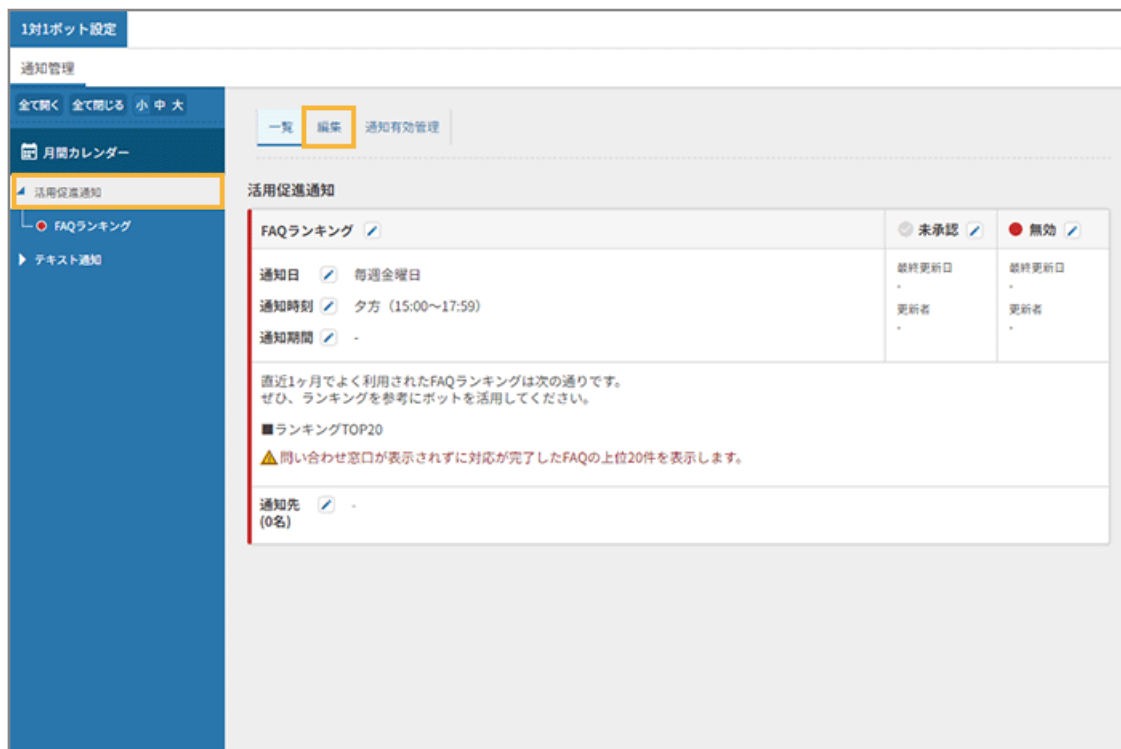 1対1ボット設定
通知管理
全て開く 全て閉じる 小 中 大
月間カレンダー
活用促進通知
FAQランキング
テキスト通知
一覧 編集 通知有効管理
活用促進通知
FAQランキング 未承認 無効
通知日 毎週金曜日
通知時刻 夕方（15:00〜17:59）
通知期間 -
最終更新日 最終更新日
- -
更新者 更新者
- -
直近1ヶ月でよく利用されたFAQランキングは次の通りです。
ぜひ、ランキングを参考にボットを活用してください。
■ランキングTOP20
問い合わせ窓口が表示されずに対応が完了したFAQの上位20件を表示します。
通知先 -
(0名)